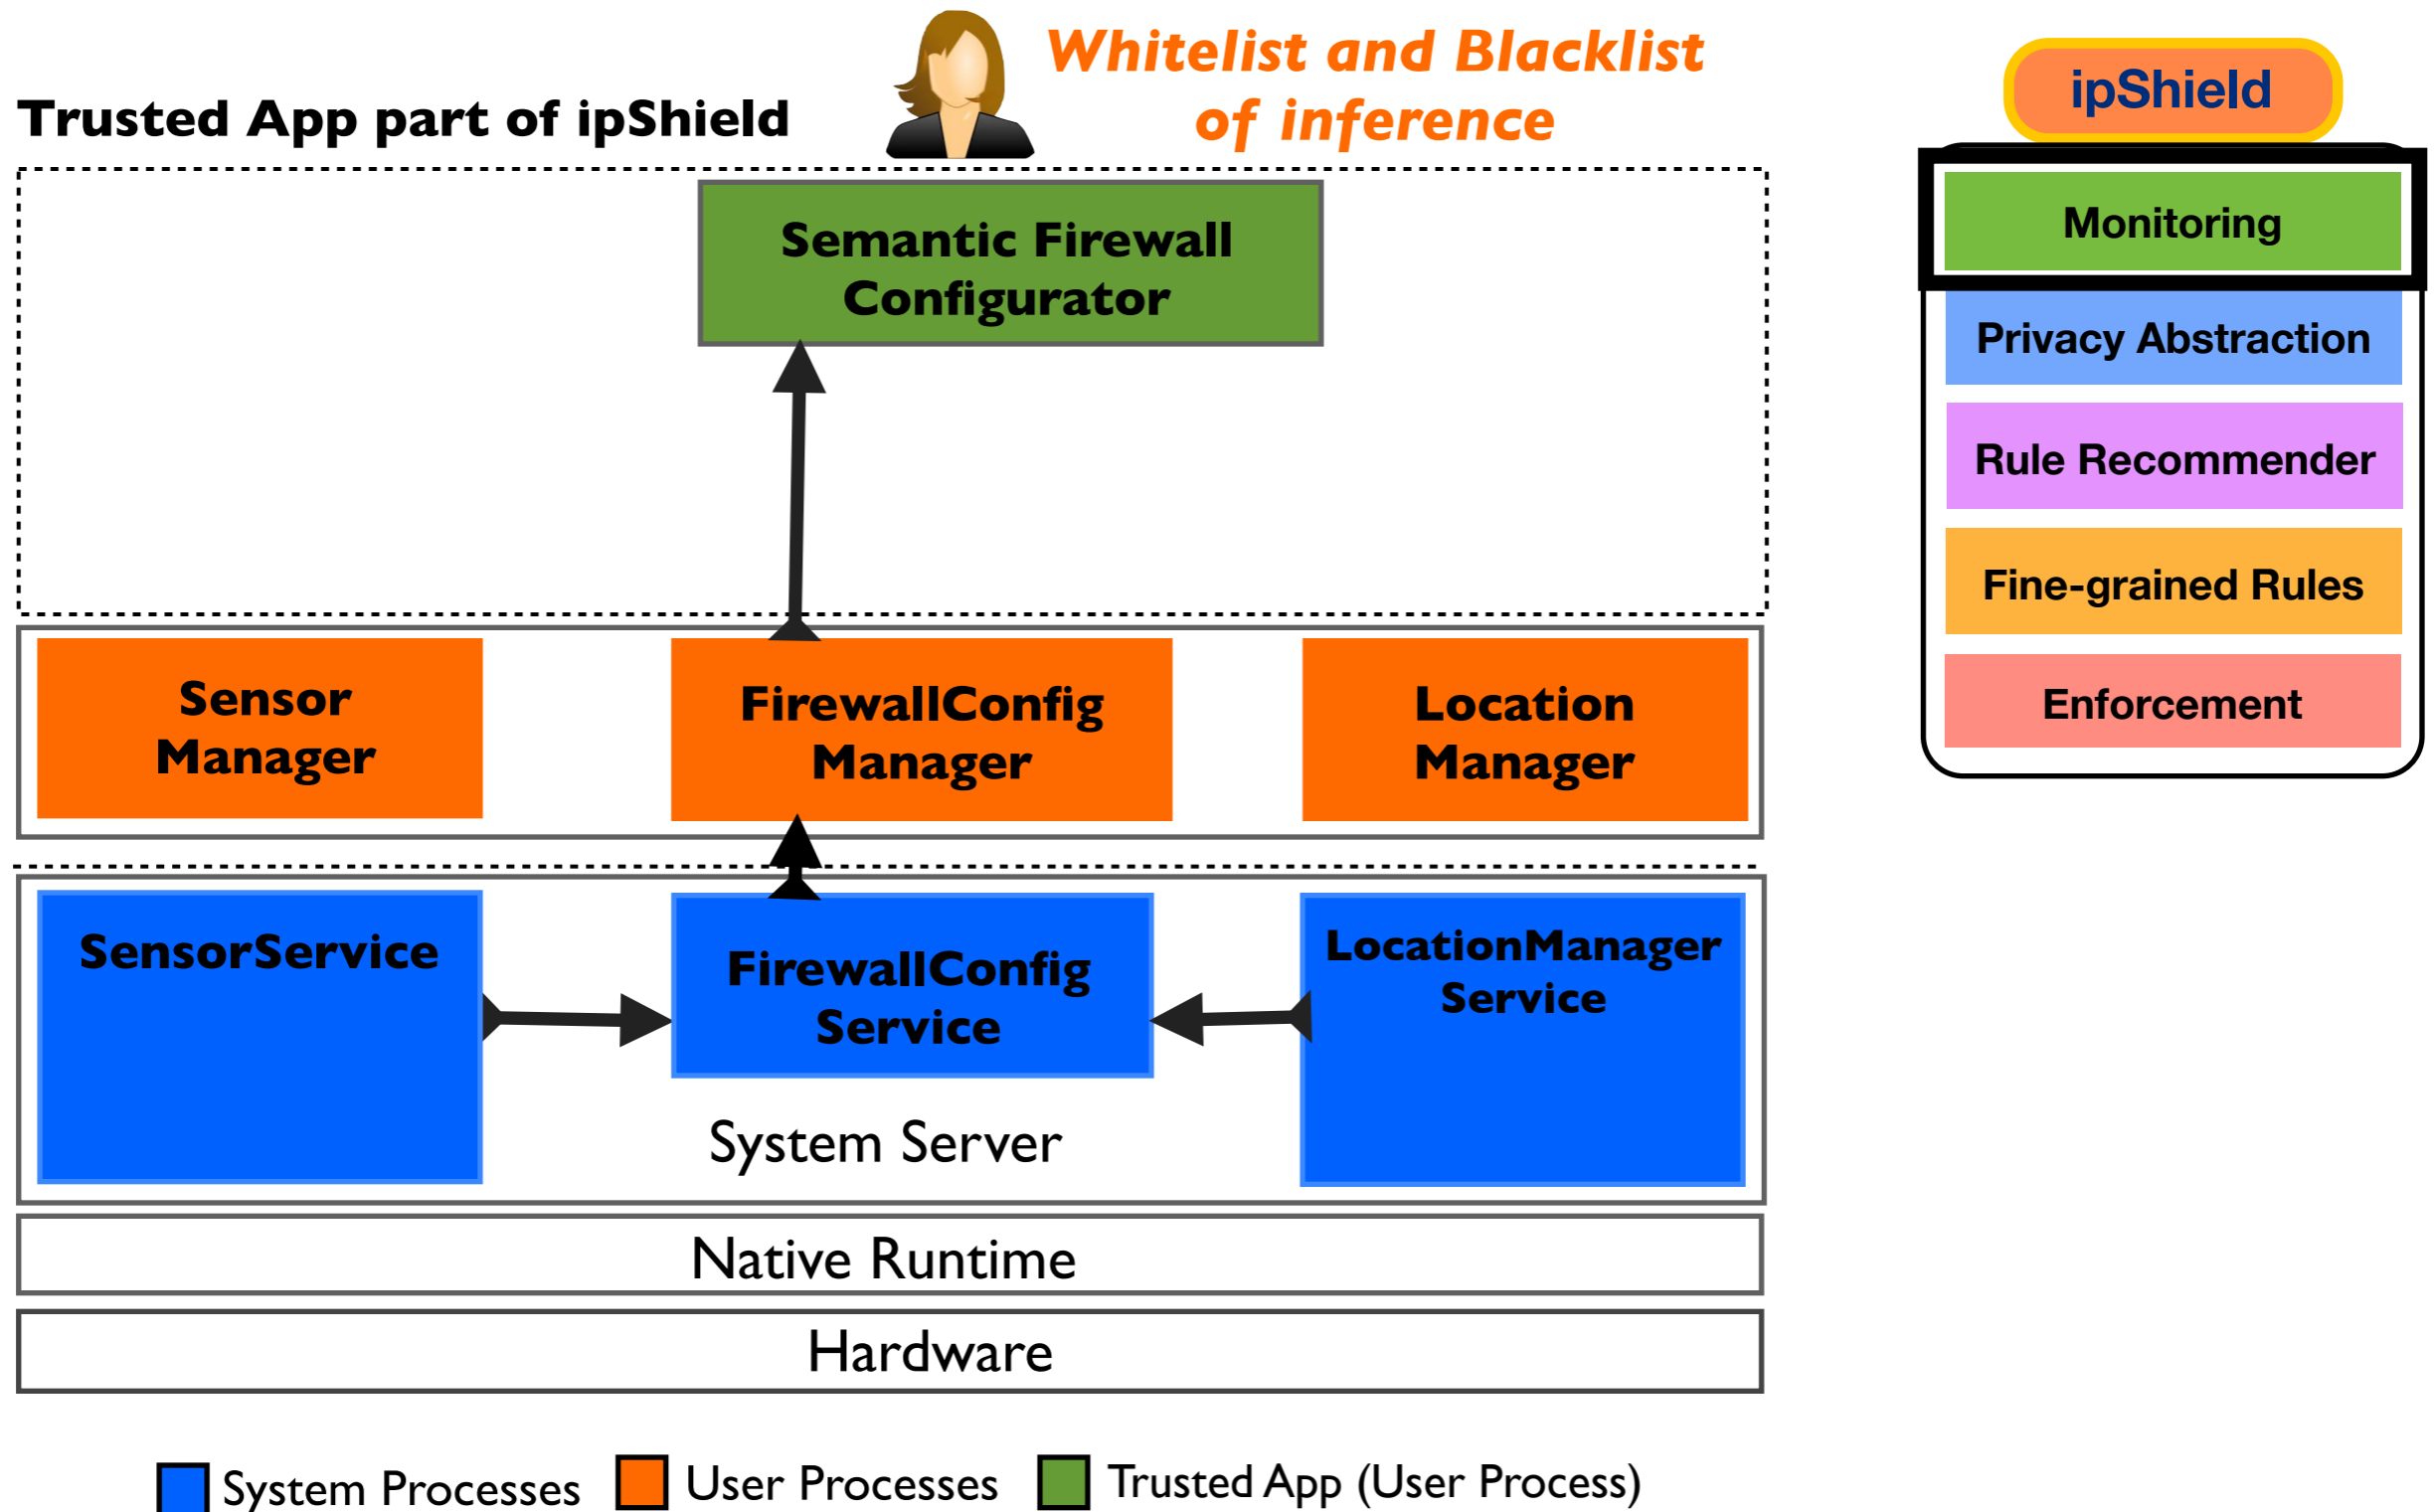 Whitelist and Blacklist
of inference
Trusted App part of ipShield
Semantic Firewall
Configurator
Sensor
Manager
FirewallConfig
Manager
Location
Manager
SensorService
FirewallConfig
Service
LocationManager
Service
System Server
Native Runtime
Hardware
System Processes
User Processes
Trusted App (User Process)
ipShield
Monitoring
Privacy Abstraction
Rule Recommender
Fine-grained Rules
Enforcement